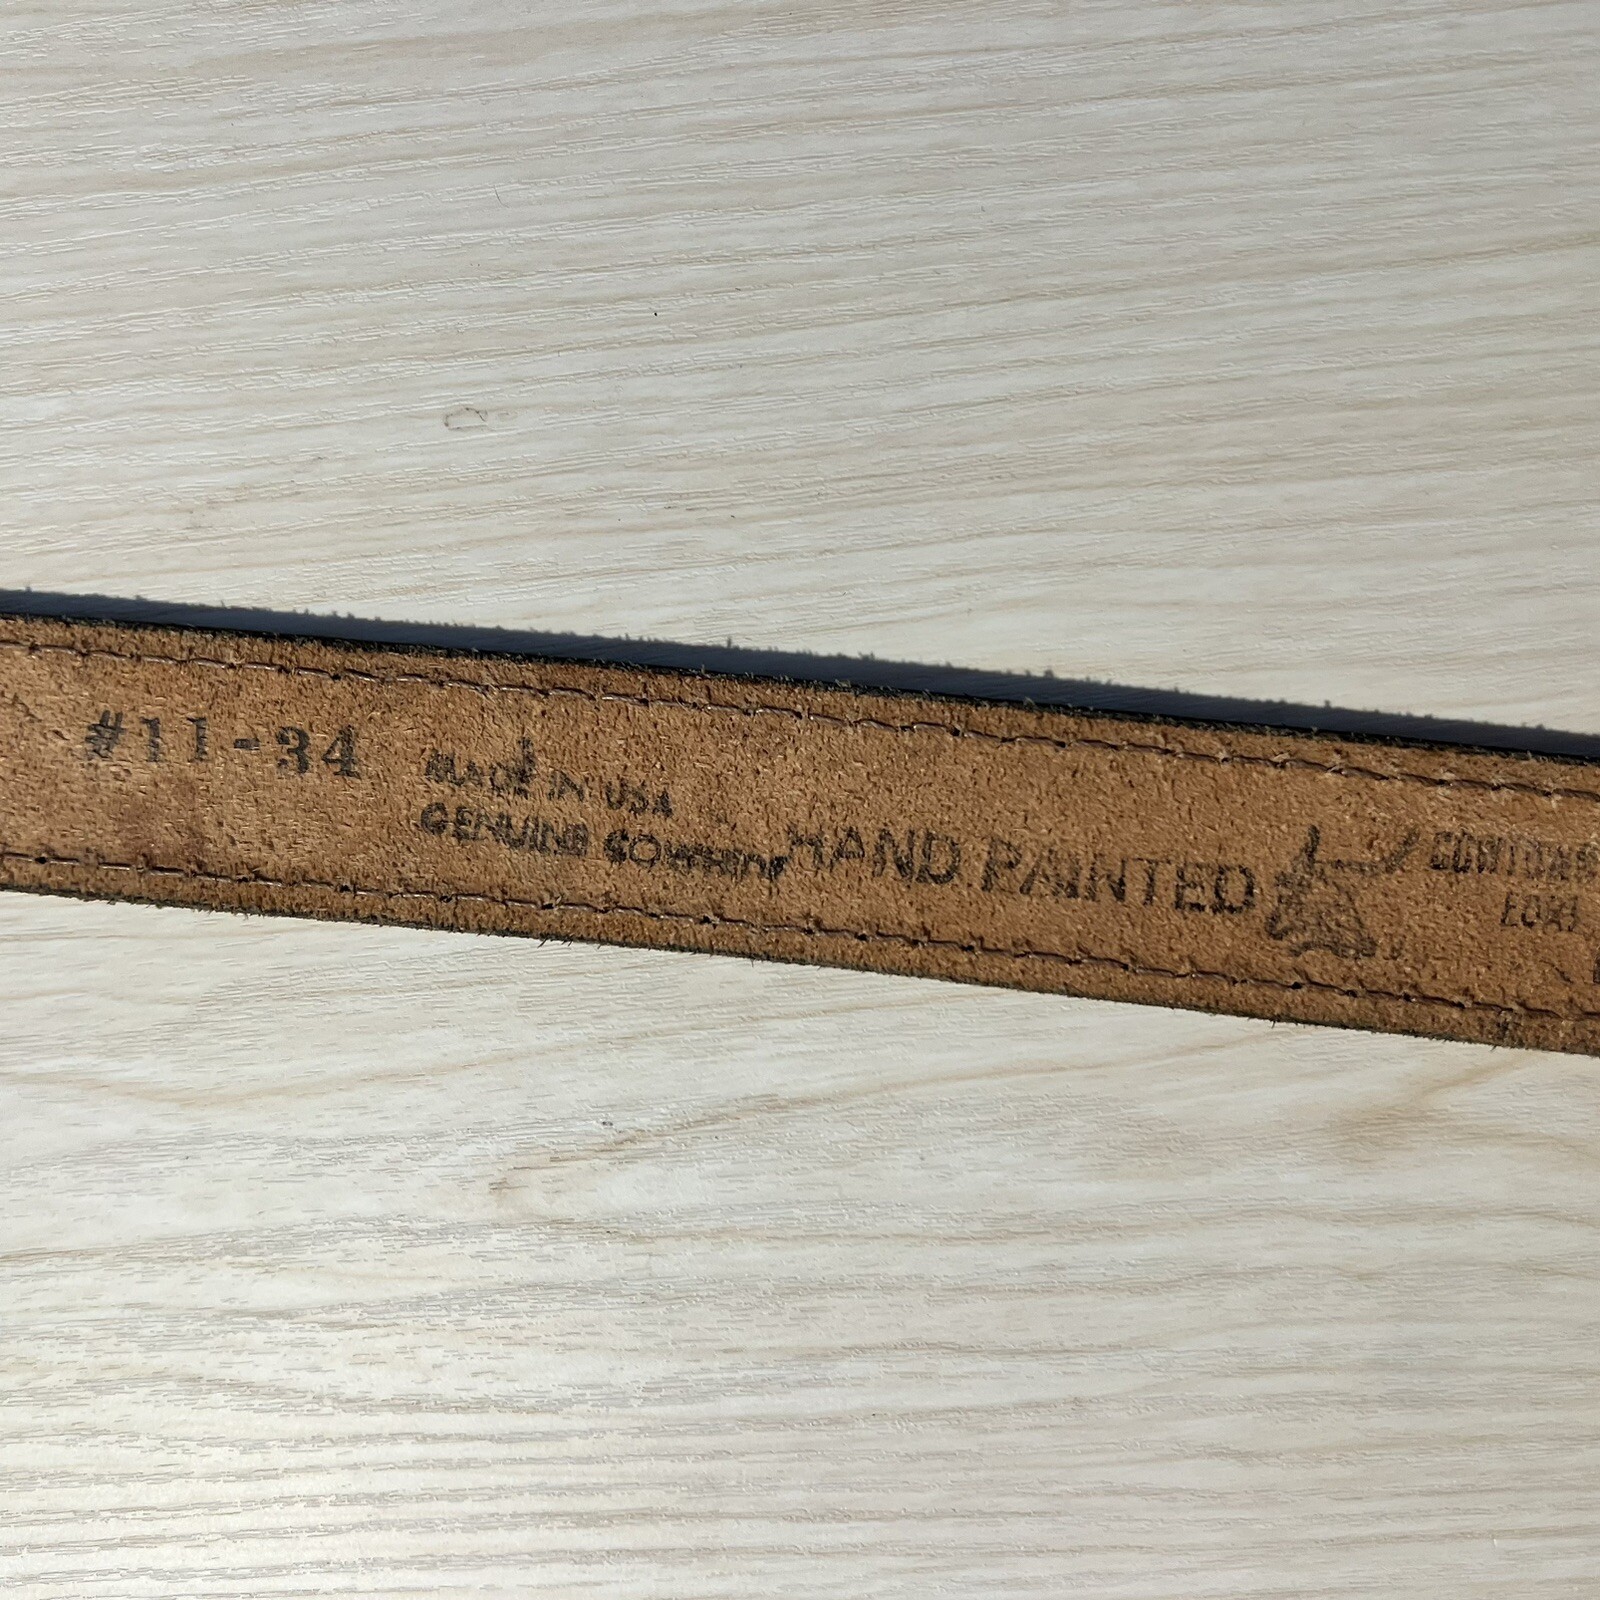 #11-34
MADE IN USA
GENUINE COWHIDE
HAND PAINTED